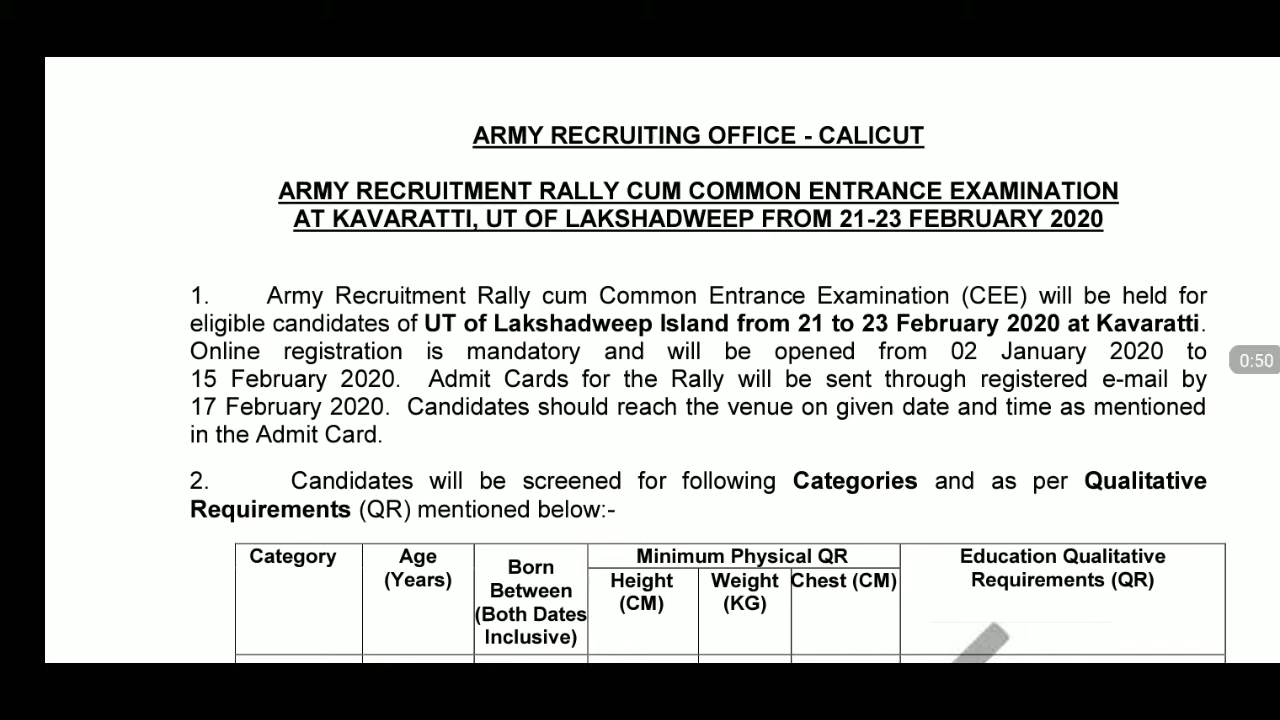 ARMY RECRUITING OFFICE - CALICUT
ARMY RECRUITMENT RALLY CUM COMMON ENTRANCE EXAMINATION
AT KAVARATTI, UT OF LAKSHADWEEP FROM 21-23 FEBRUARY 2020
1. Army Recruitment Rally cum Common Entrance Examination (CEE) will be held for
eligible candidates of UT of Lakshadweep Island from 21 to 23 February 2020 at Kavaratti.
Online registration is mandatory and will be opened from 02 January 2020 to
15 February 2020. Admit Cards for the Rally will be sent through registered e-mail by
17 February 2020. Candidates should reach the venue on given date and time as mentioned
in the Admit Card.
0:50
2. Candidates will be screened for following Categories and as per Qualitative
Requirements (QR) mentioned below:-
Category
Age
(Years)
Born
Between
(Both Dates
Inclusive)
Minimum Physical QR
Height
(CM)
Weight
(KG)
Chest (CM)
Education Qualitative
Requirements (QR)